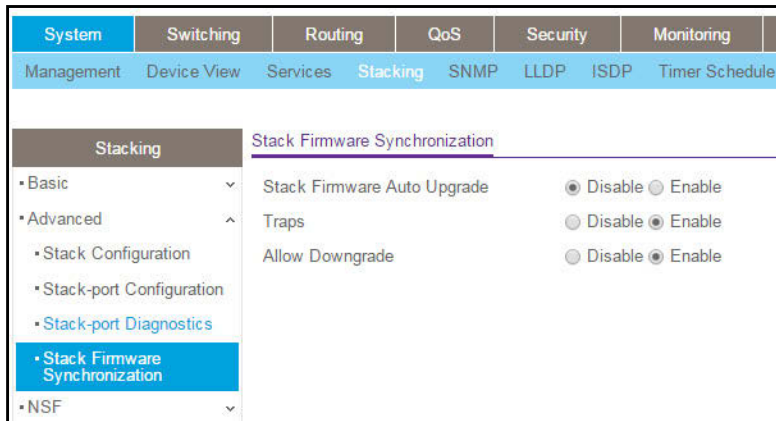 System Switching Routing QoS Security Monitoring
Management Device View Services Stacking SNMP LLDP ISDP Timer Schedule
Stacking
Basic
Advanced
Stack Configuration
Stack-port Configuration
Stack-port Diagnostics
Stack Firmware
Synchronization
NSF
Stack Firmware Synchronization
Stack Firmware Auto Upgrade Disable Enable
Traps Disable Enable
Allow Downgrade Disable Enable